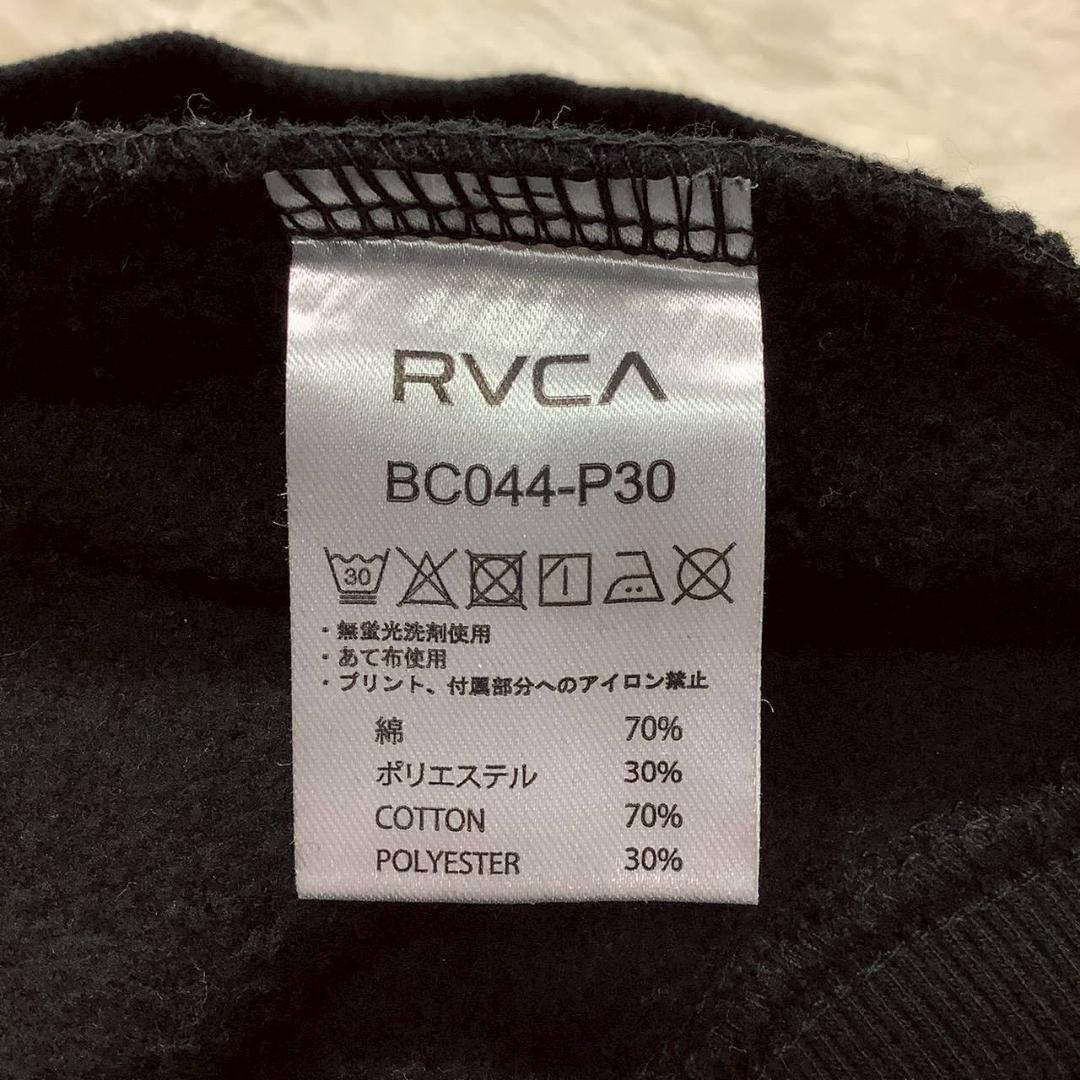 RVCA
BC044-P30
30
・無蛍光洗剤使用
・あて布使用
・プリント、付属部分へのアイロン禁止
綿 70%
ポリエステル 30%
COTTON 70%
POLYESTER 30%